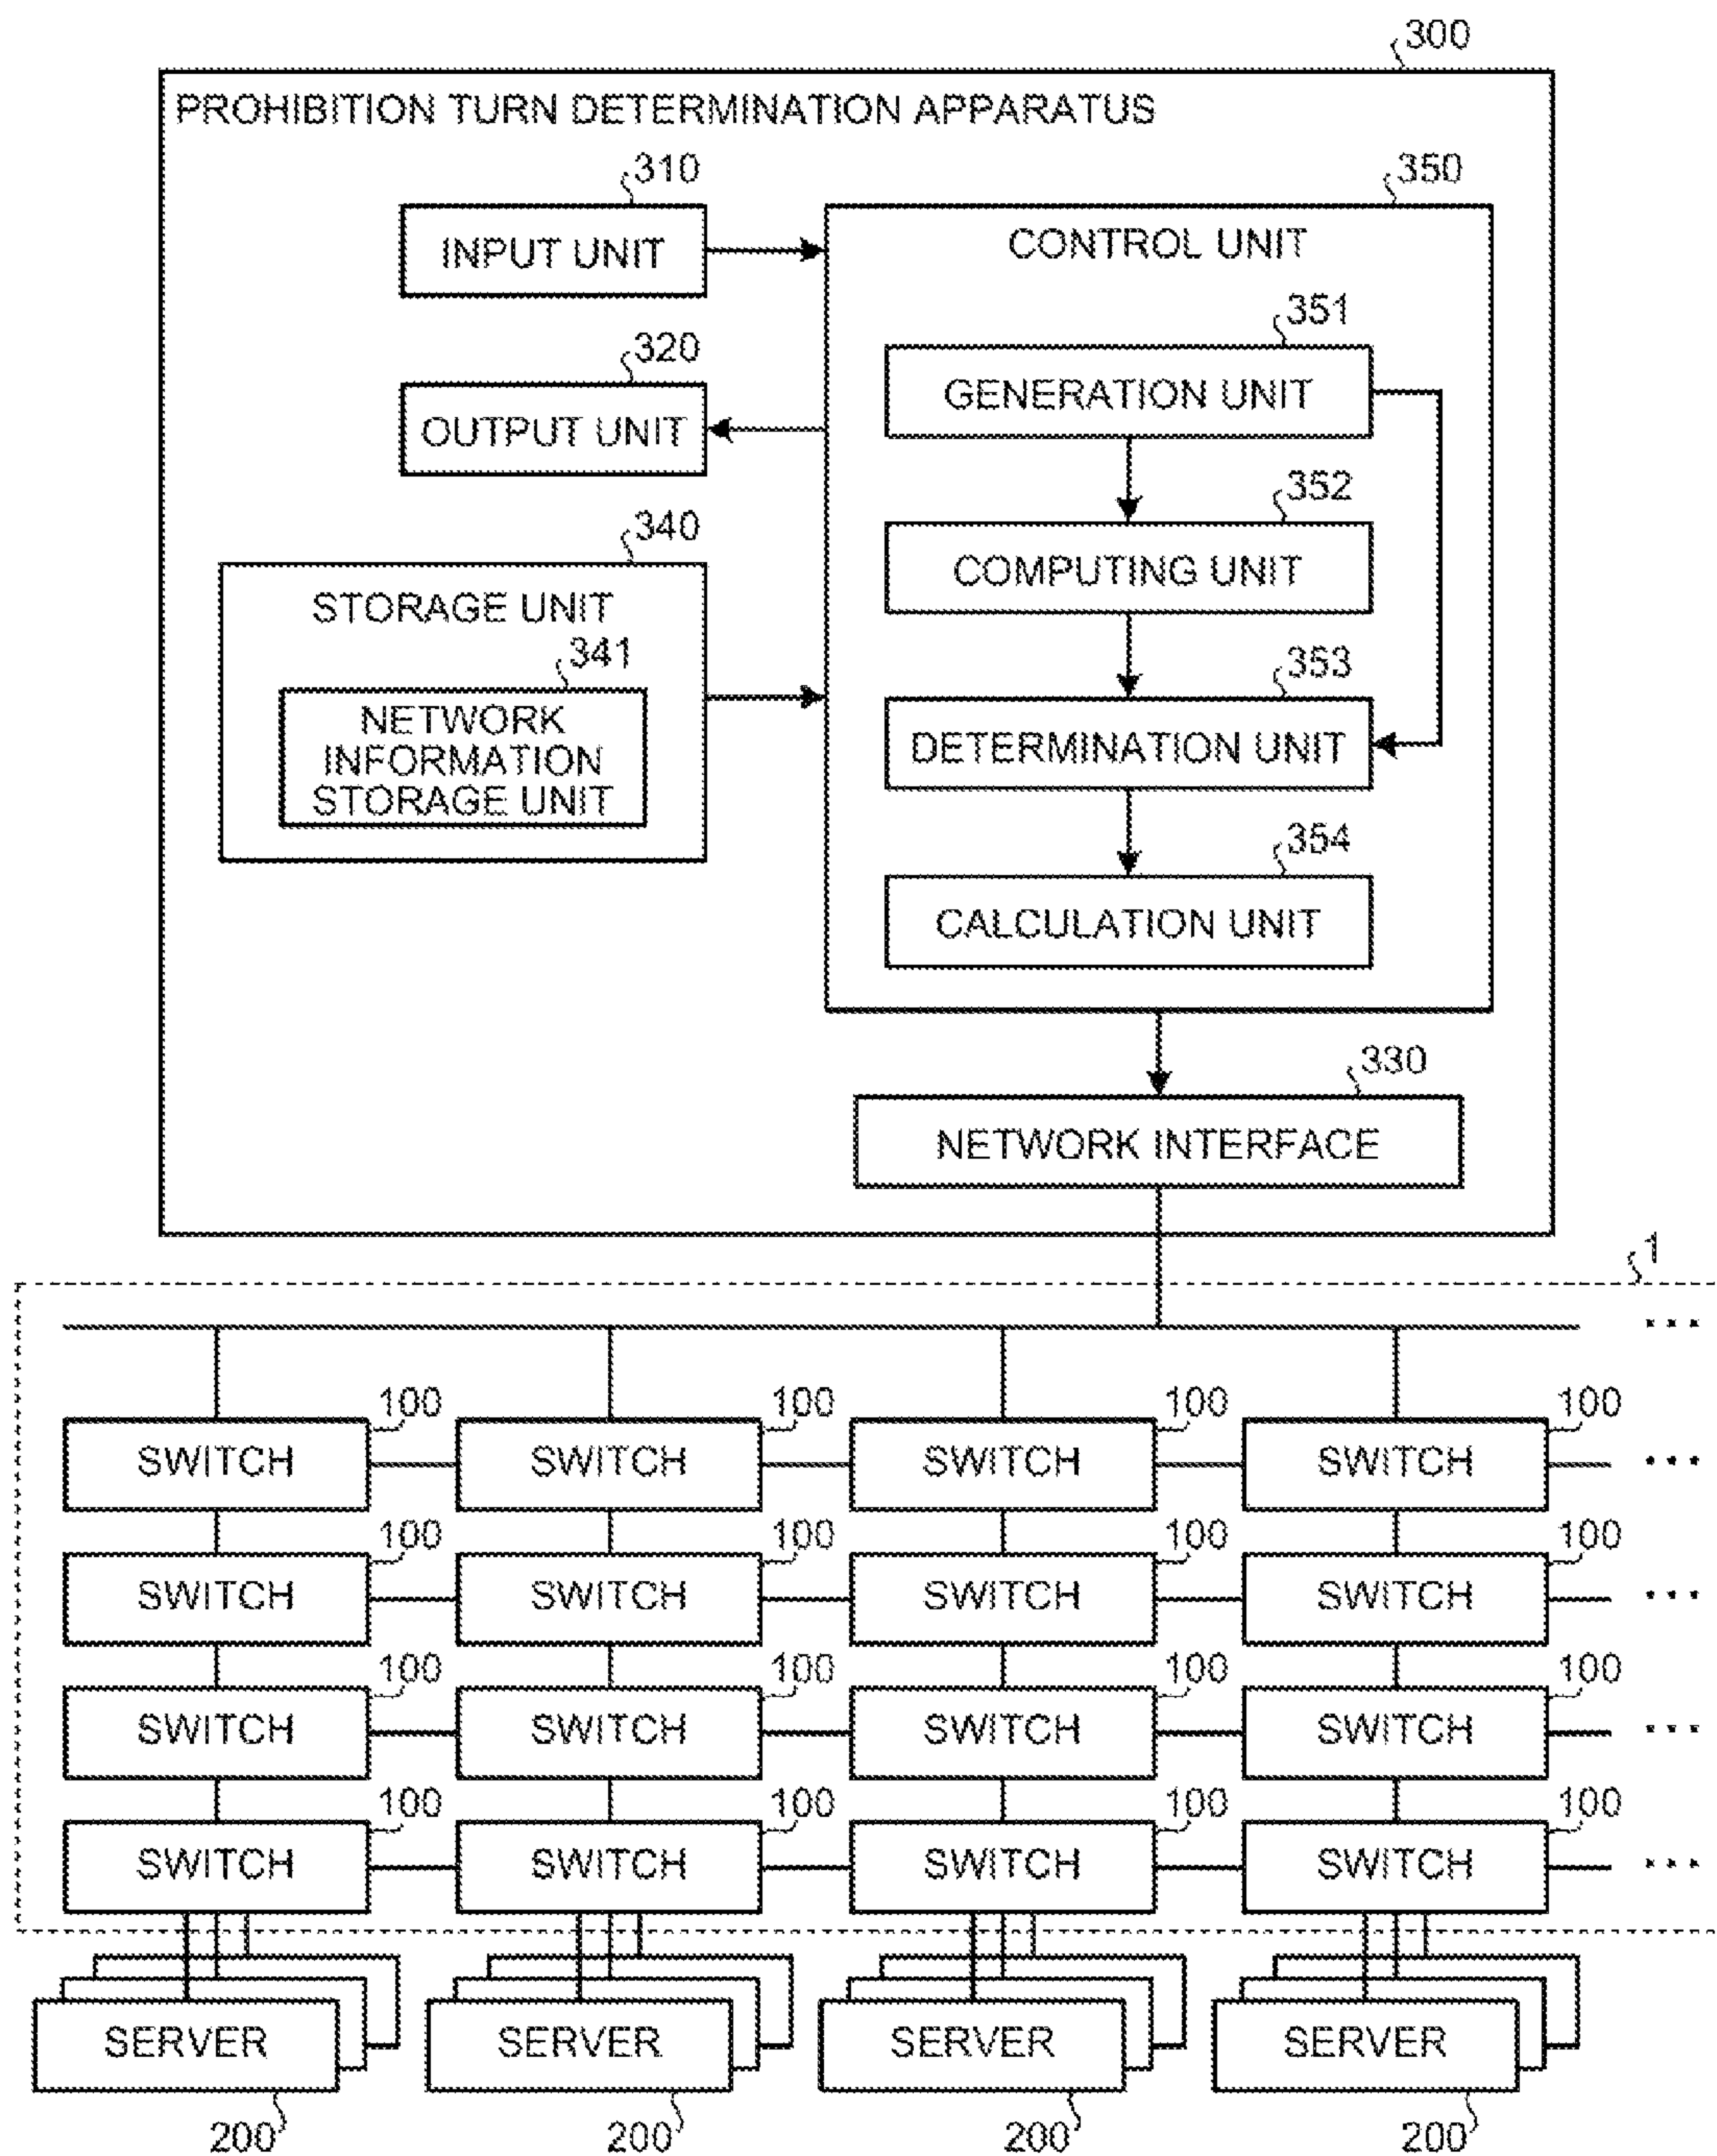 300
PROHIBITION TURN DETERMINATION APPARATUS
310
INPUT UNIT
350
CONTROL UNIT
351
GENERATION UNIT
320
OUTPUT UNIT
352
COMPUTING UNIT
340
STORAGE UNIT
341
NETWORK
INFORMATION
STORAGE UNIT
353
DETERMINATION UNIT
354
CALCULATION UNIT
330
NETWORK INTERFACE
1
...
100 100 100 100
SWITCH SWITCH SWITCH SWITCH ...
100 100 100 100
SWITCH SWITCH SWITCH SWITCH ...
100 100 100 100
SWITCH SWITCH SWITCH SWITCH ...
100 100 100 100
SWITCH SWITCH SWITCH SWITCH ...
SERVER SERVER SERVER SERVER
200 200 200 200